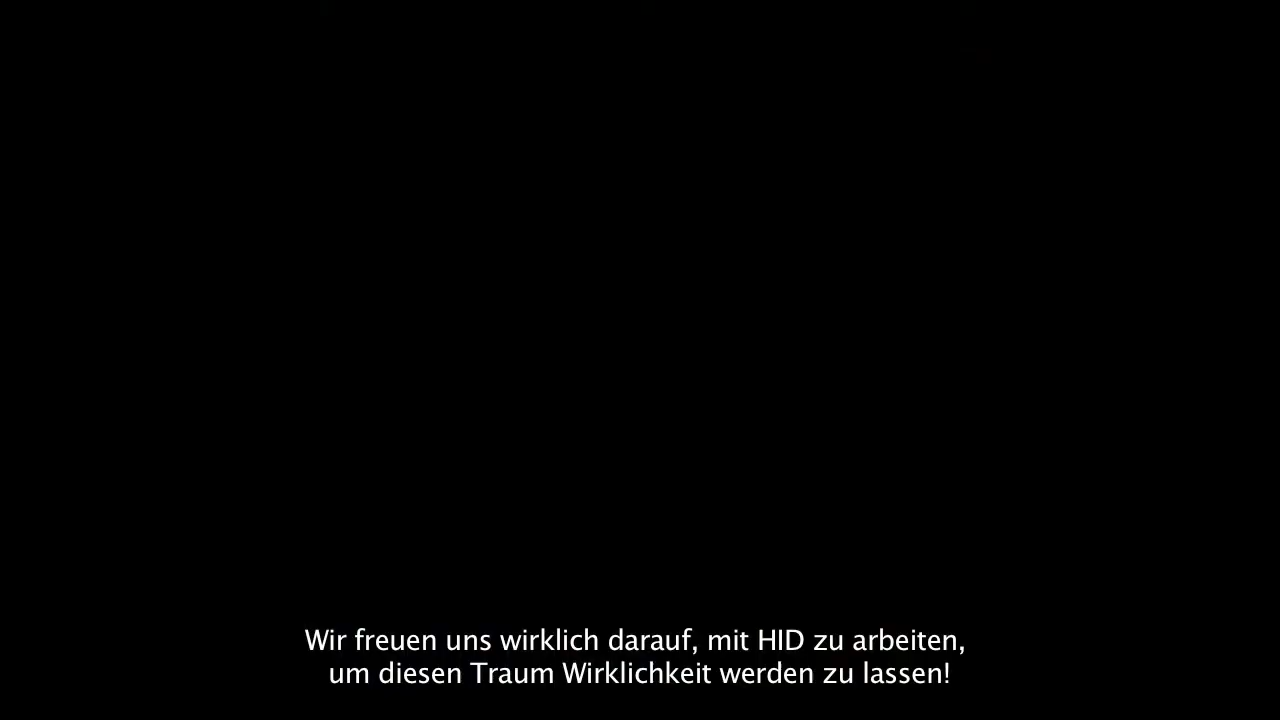 Wir freuen uns wirklich darauf, mit HID zu arbeiten,
um diesen Traum Wirklichkeit werden zu lassen!